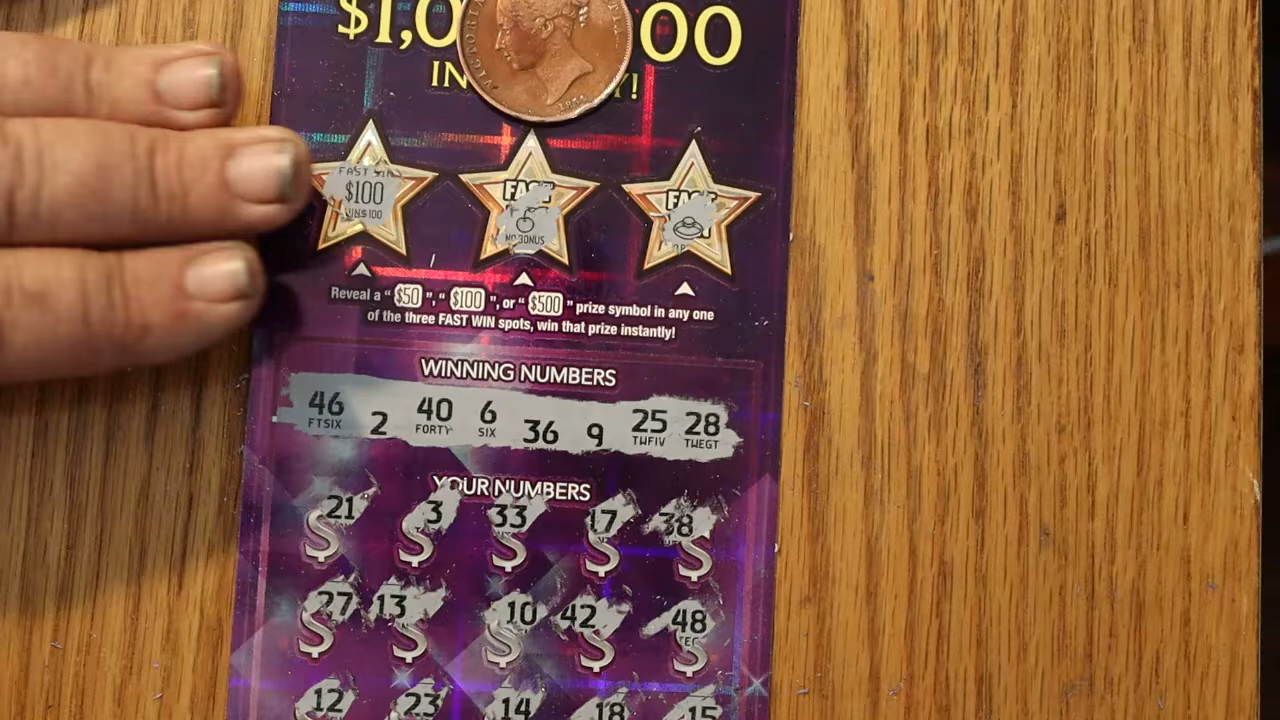 $1,0 00
IN Y!
VICTORIA
FAST
$100
WINS100
FAST
NO BONUS
Reveal a "$50", "$100", or "$500" prize symbol in any one
of the three FAST WIN spots, win that prize instantly!
WINNING NUMBERS
46 2 40 6 36 9 25 28
FTSIX FORTY SIX TWFIV TWEGT
YOUR NUMBERS
21 3 33 17 38
$ $ $ $ $
27 13 10 42 48
$ $ $ $ $
12 23 14 18 15
$ $ $ $ $